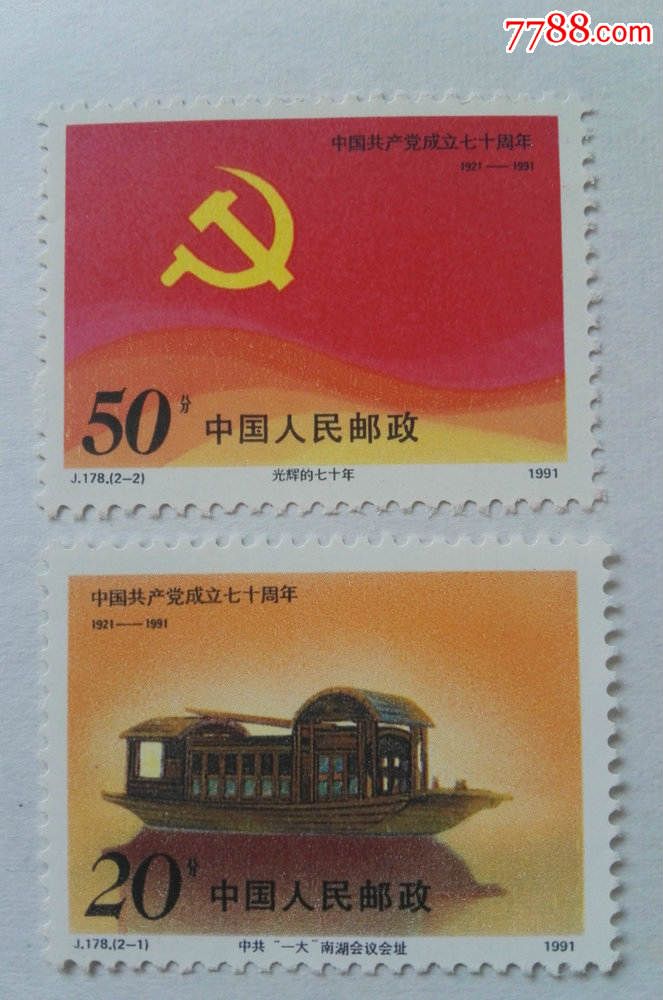 7788.com
中国共产党成立七十周年
1921——1991
50分 中国人民邮政
J.178.(2-2) 光辉的七十年 1991
中国共产党成立七十周年
1921——1991
20分 中国人民邮政
J.178.(2-1) 中共“一大”南湖会议会址 1991